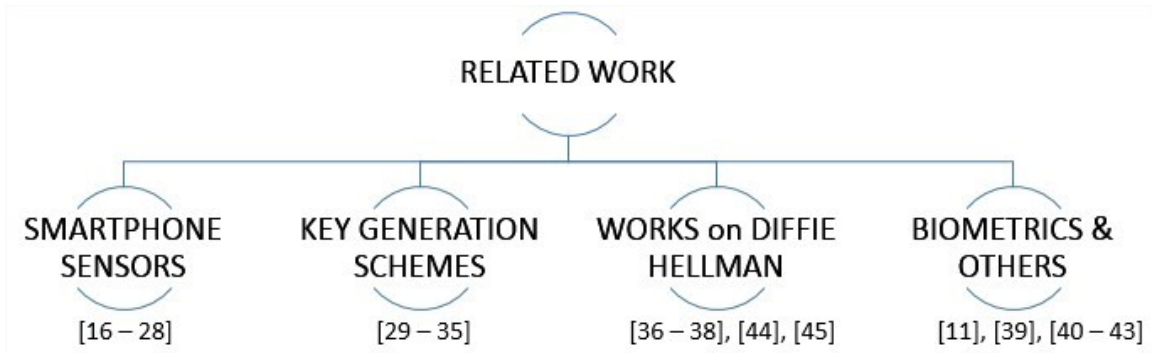 RELATED WORK
SMARTPHONE
SENSORS
[16 – 28]
KEY GENERATION
SCHEMES
[29 – 35]
WORKS on DIFFIE
HELLMAN
[36 – 38], [44], [45]
BIOMETRICS &
OTHERS
[11], [39], [40 – 43]